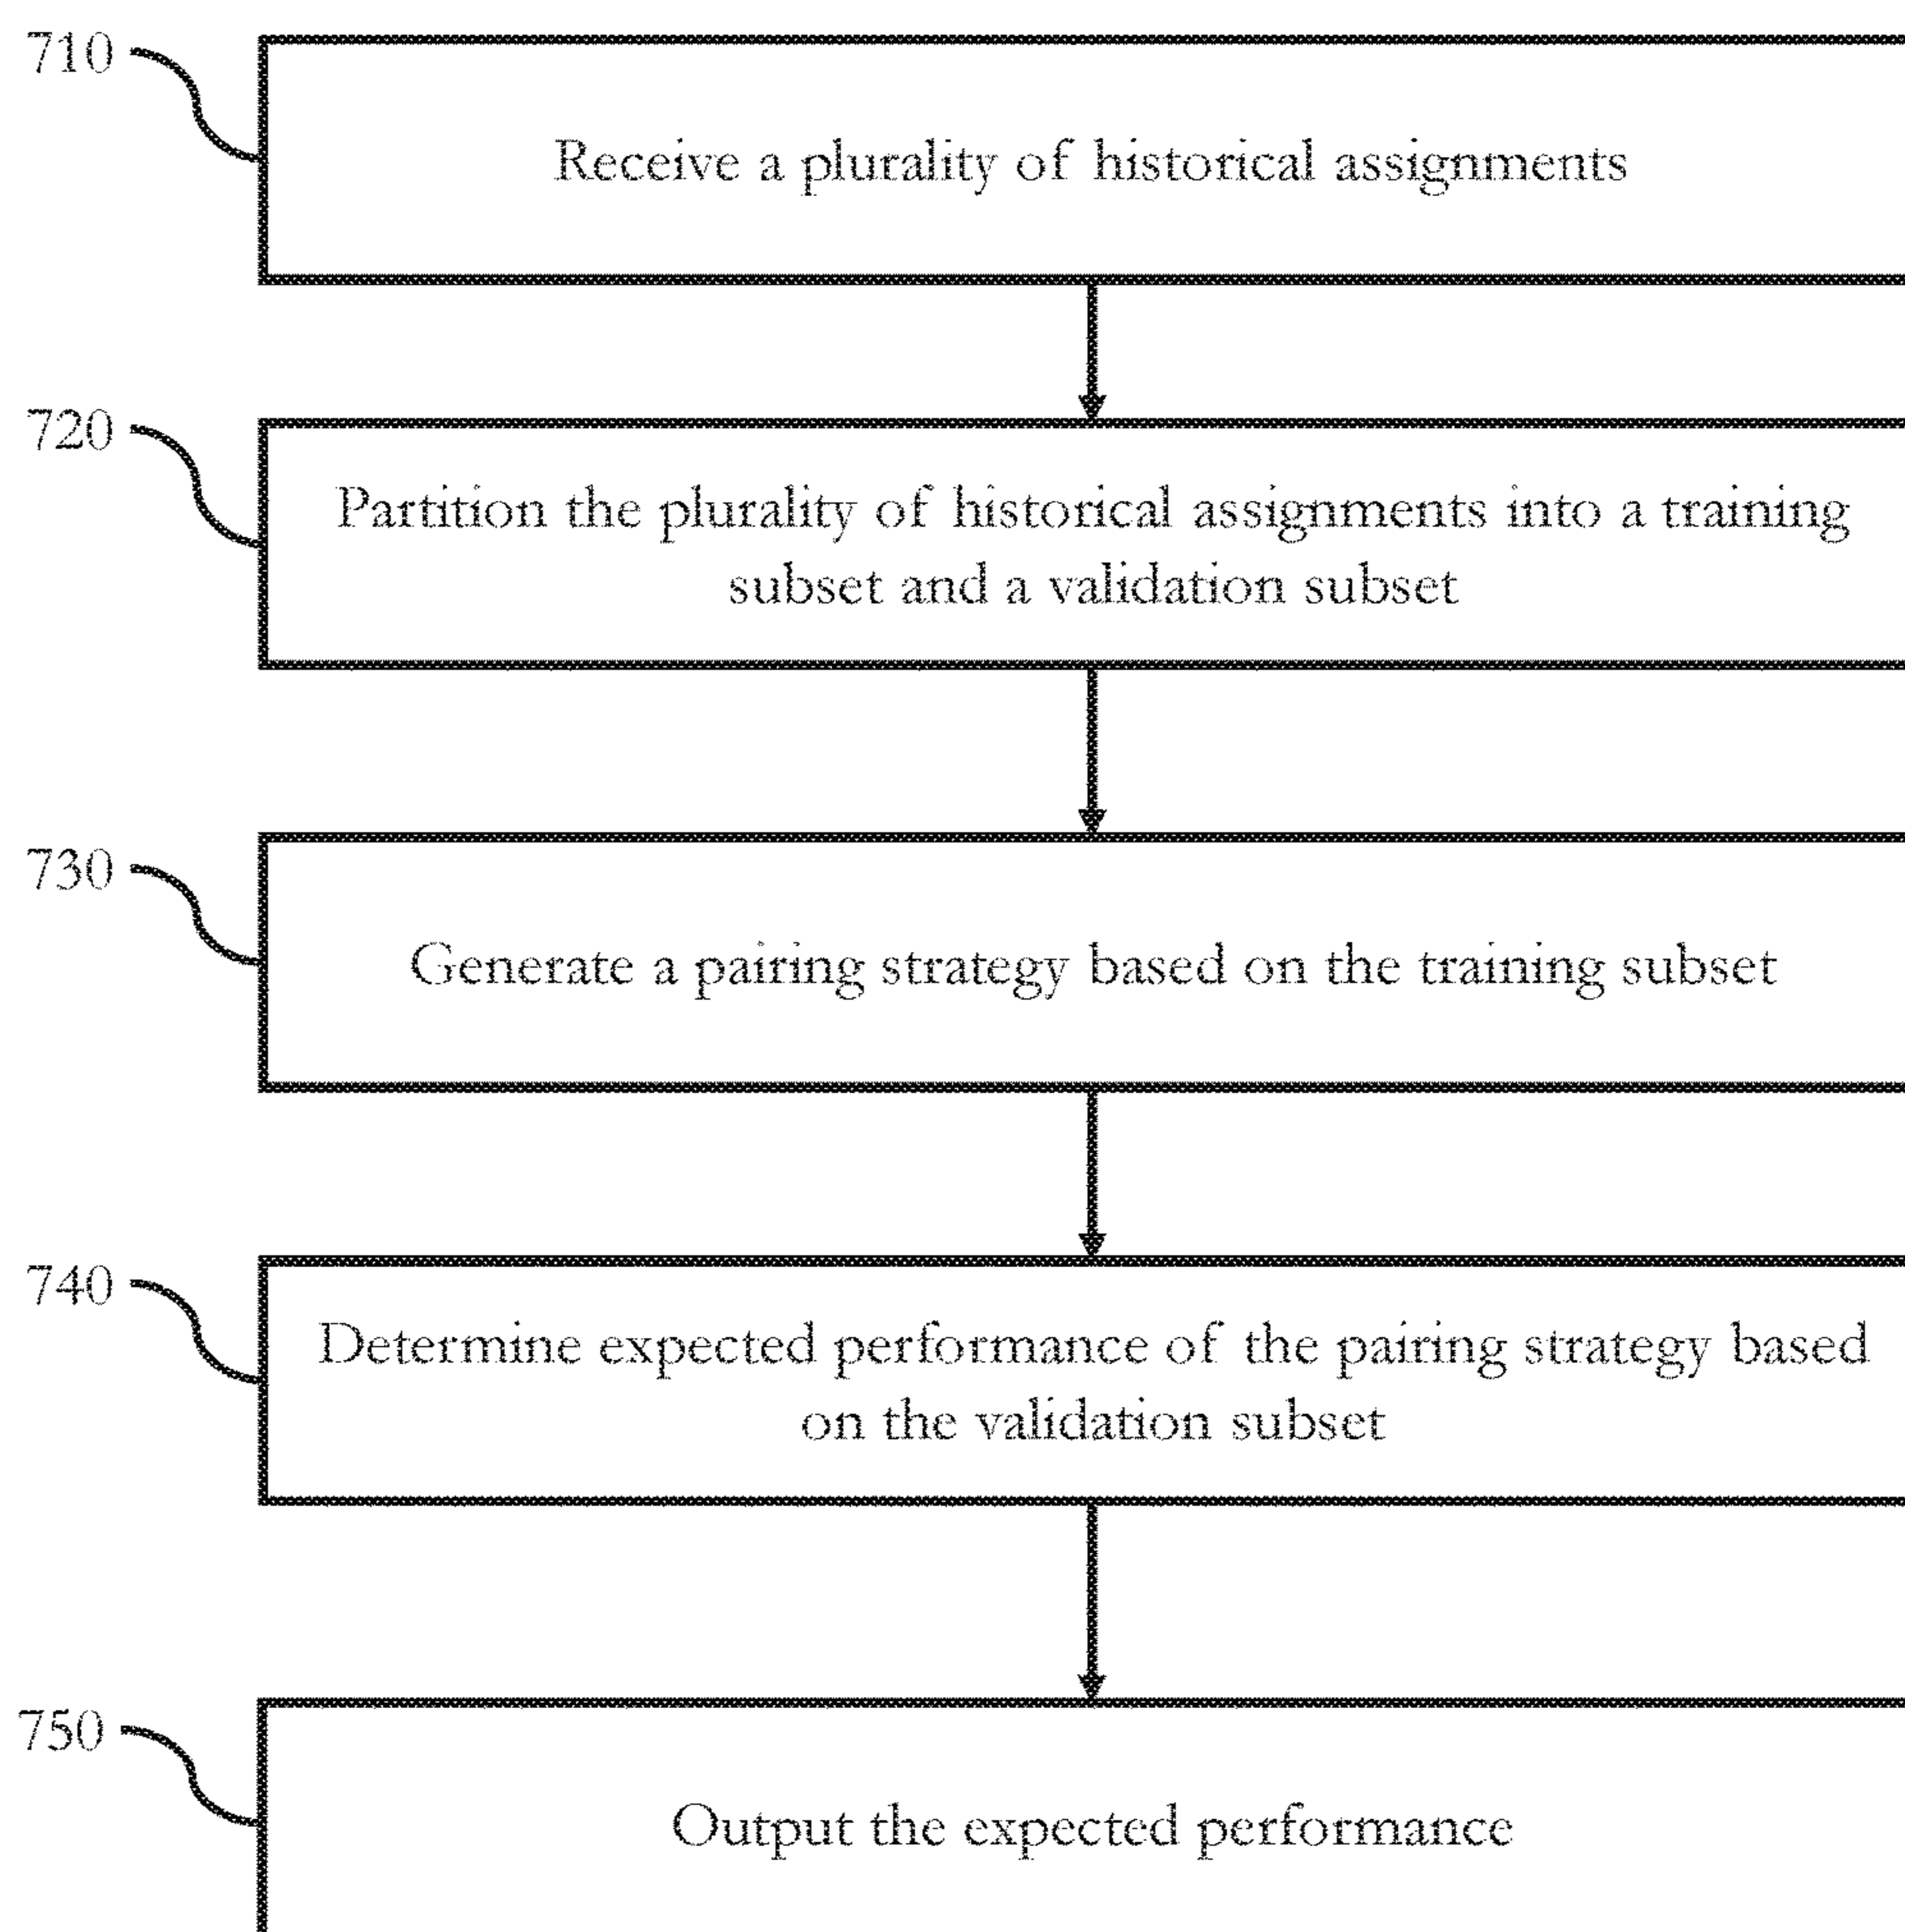 710
Receive a plurality of historical assignments
720
Partition the plurality of historical assignments into a training
subset and a validation subset
730
Generate a pairing strategy based on the training subset
740
Determine expected performance of the pairing strategy based
on the validation subset
750
Output the expected performance